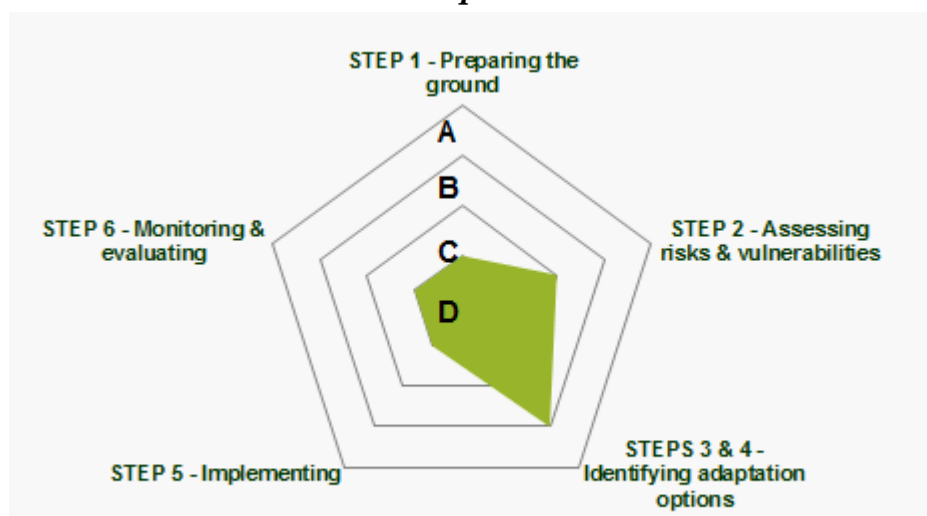 STEP 1 - Preparing the
ground
A
B
STEP 6 - Monitoring &
evaluating
STEP 2 - Assessing
risks & vulnerabilities
C
D
STEPS 3 & 4 -
Identifying adaptation
options
STEP 5 - Implementing